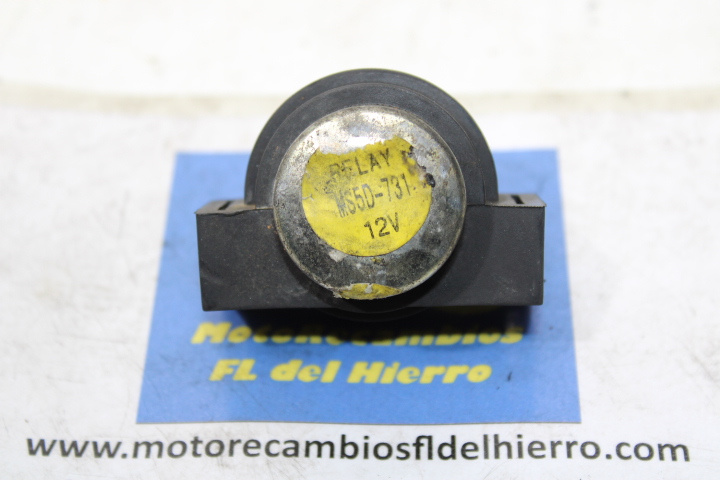 RELAY
MS5D-731
12V
MotoRecambios
FL del Hierro
www.motorecambiosfldelhierro.com